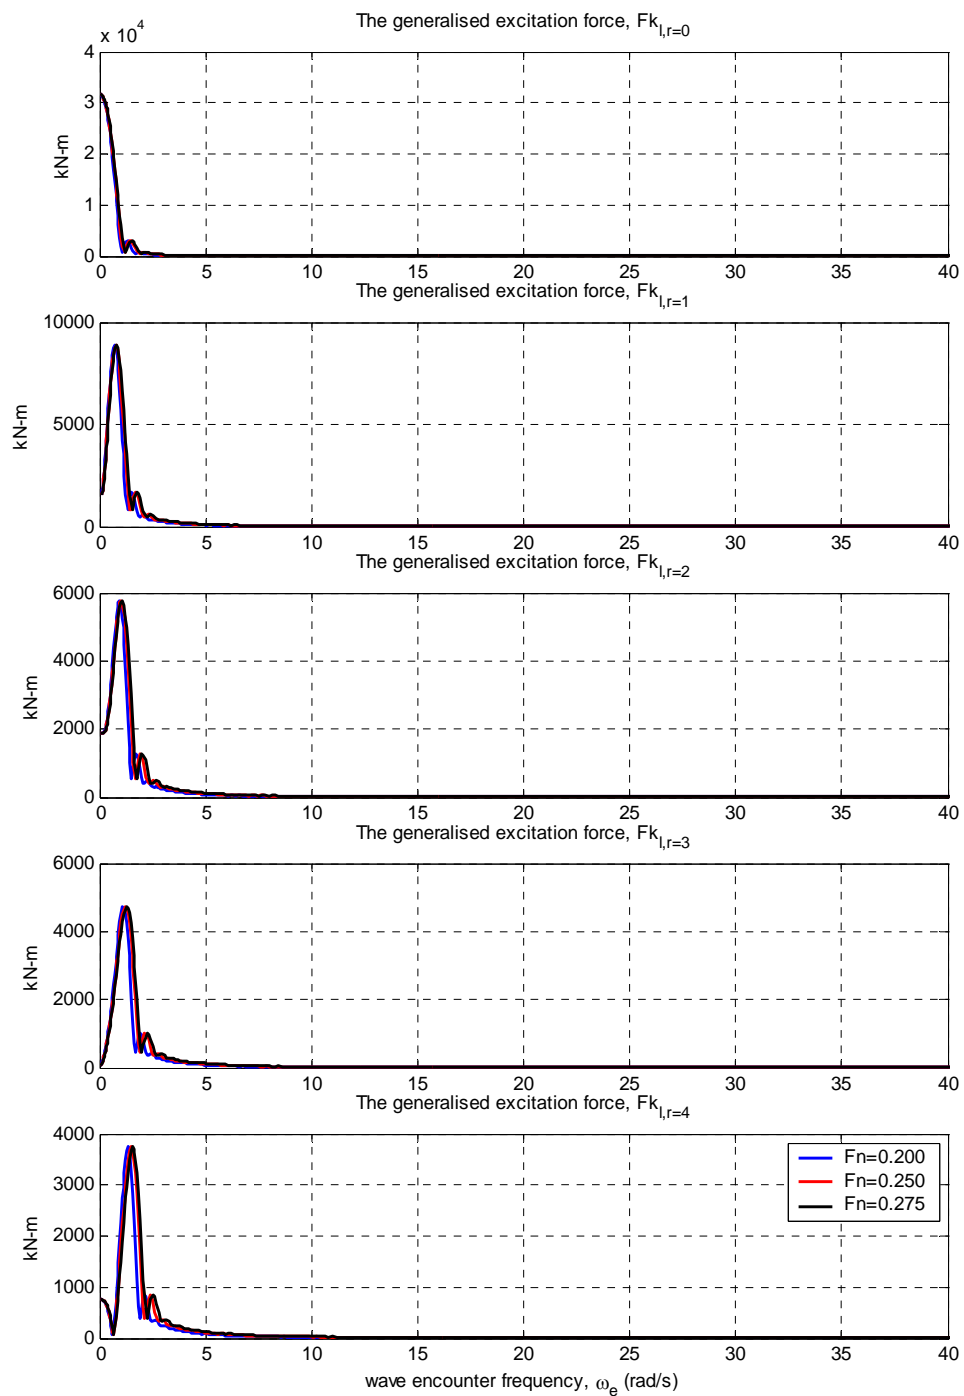 The generalised excitation force, Fk_{l,r=0}
x 10^4
4
3
2
1
0
kN-m
0 5 10 15 20 25 30 35 40
The generalised excitation force, Fk_{l,r=1}
10000
5000
0
kN-m
0 5 10 15 20 25 30 35 40
The generalised excitation force, Fk_{l,r=2}
6000
4000
2000
0
kN-m
0 5 10 15 20 25 30 35 40
The generalised excitation force, Fk_{l,r=3}
6000
4000
2000
0
kN-m
0 5 10 15 20 25 30 35 40
The generalised excitation force, Fk_{l,r=4}
4000
3000
2000
1000
0
kN-m
Fn=0.200
Fn=0.250
Fn=0.275
0 5 10 15 20 25 30 35 40
wave encounter frequency, ω_e (rad/s)